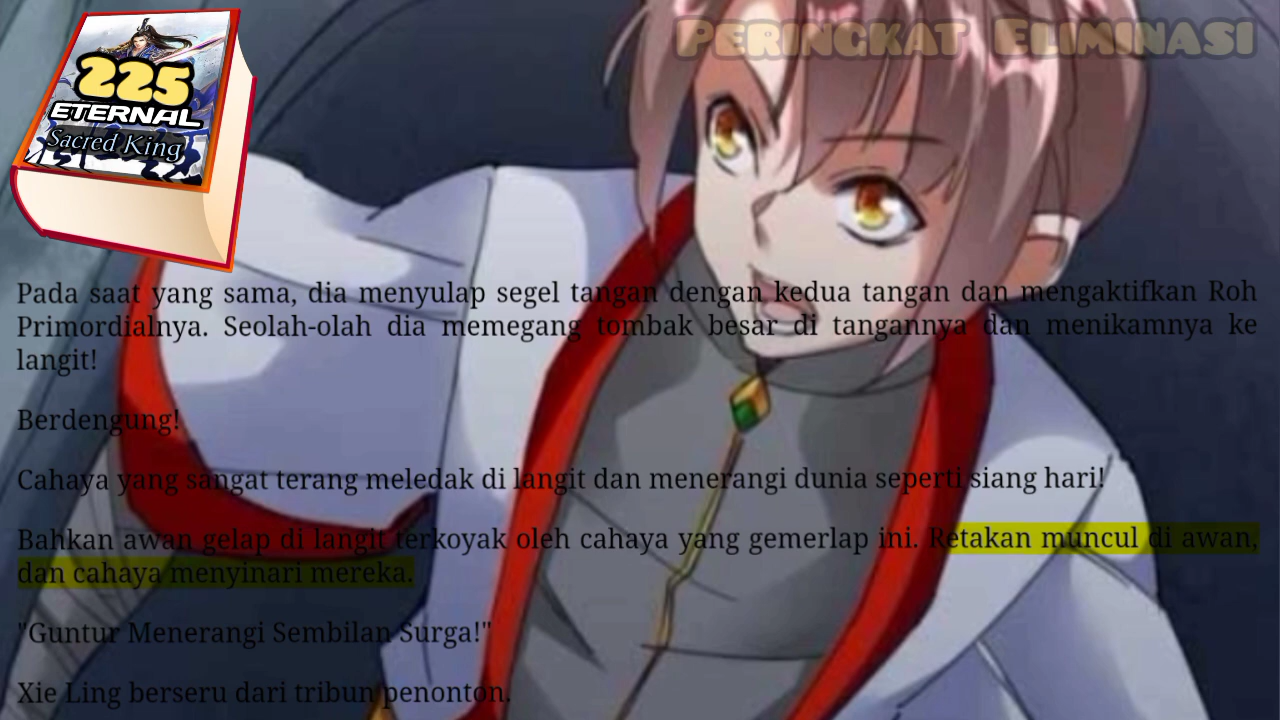 Peringkat Eliminasi
225
ETERNAL
Sacred King
Pada saat yang sama, dia menyulap segel tangan dengan kedua tangan dan mengaktifkan Roh
Primordialnya. Seolah-olah dia memegang tombak besar di tangannya dan menikamnya ke
langit!
Berdengung!
Cahaya yang sangat terang meledak di langit dan menerangi dunia seperti siang hari!
Bahkan awan gelap di langit terkoyak oleh cahaya yang gemerlap ini. Retakan muncul di awan,
dan cahaya menyinari mereka.
"Guntur Menerangi Sembilan Surga!"
Xie Ling berseru dari tribun penonton.